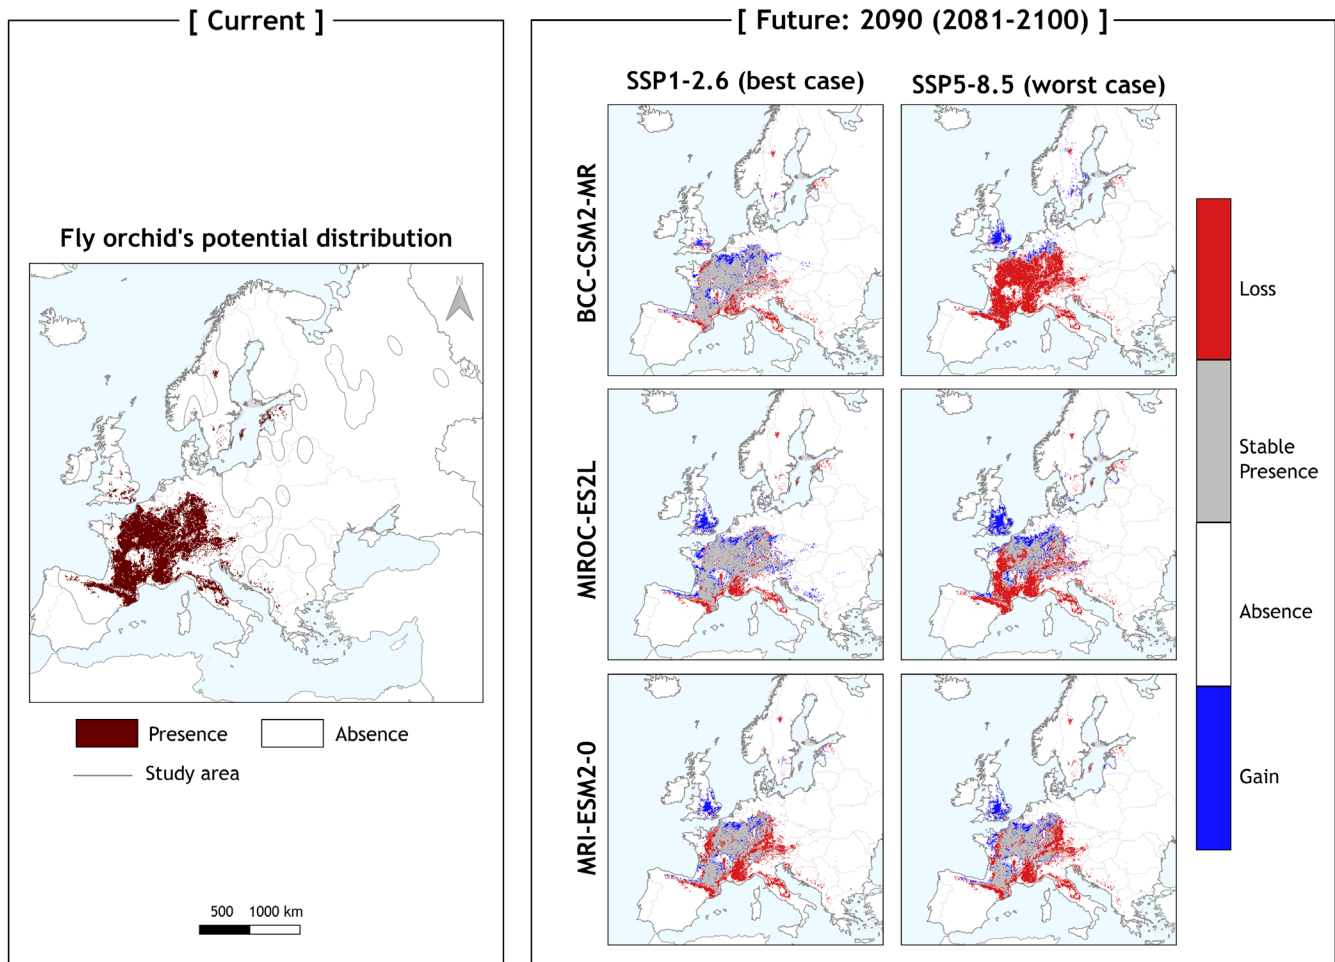 [ Current ]
Fly orchid's potential distribution
N
Presence
Absence
Study area
500 1000 km
[ Future: 2090 (2081-2100) ]
SSP1-2.6 (best case)
SSP5-8.5 (worst case)
BCC-CSM2-MR
MIROC-ES2L
MRI-ESM2-0
Loss
Stable
Presence
Absence
Gain